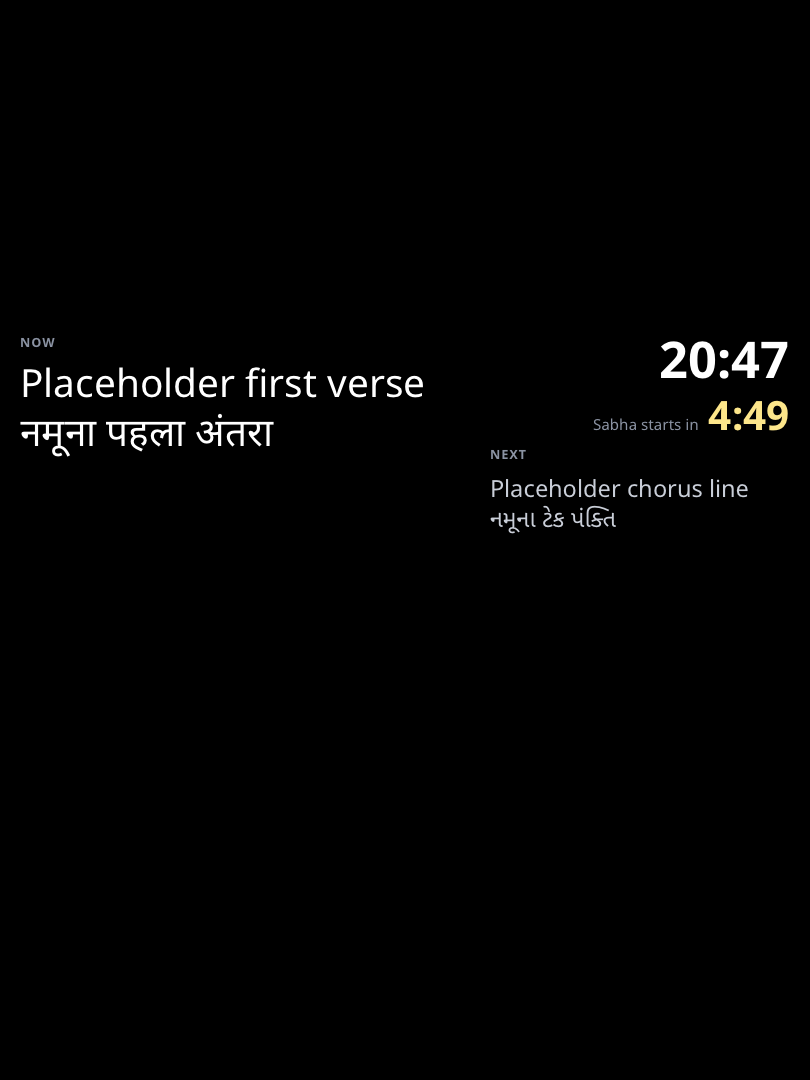 NOW
Placeholder first verse
नमूना पहला अंतरा
20:47
Sabha starts in 4:49
NEXT
Placeholder chorus line
નમૂના ટેક પંક્તિ